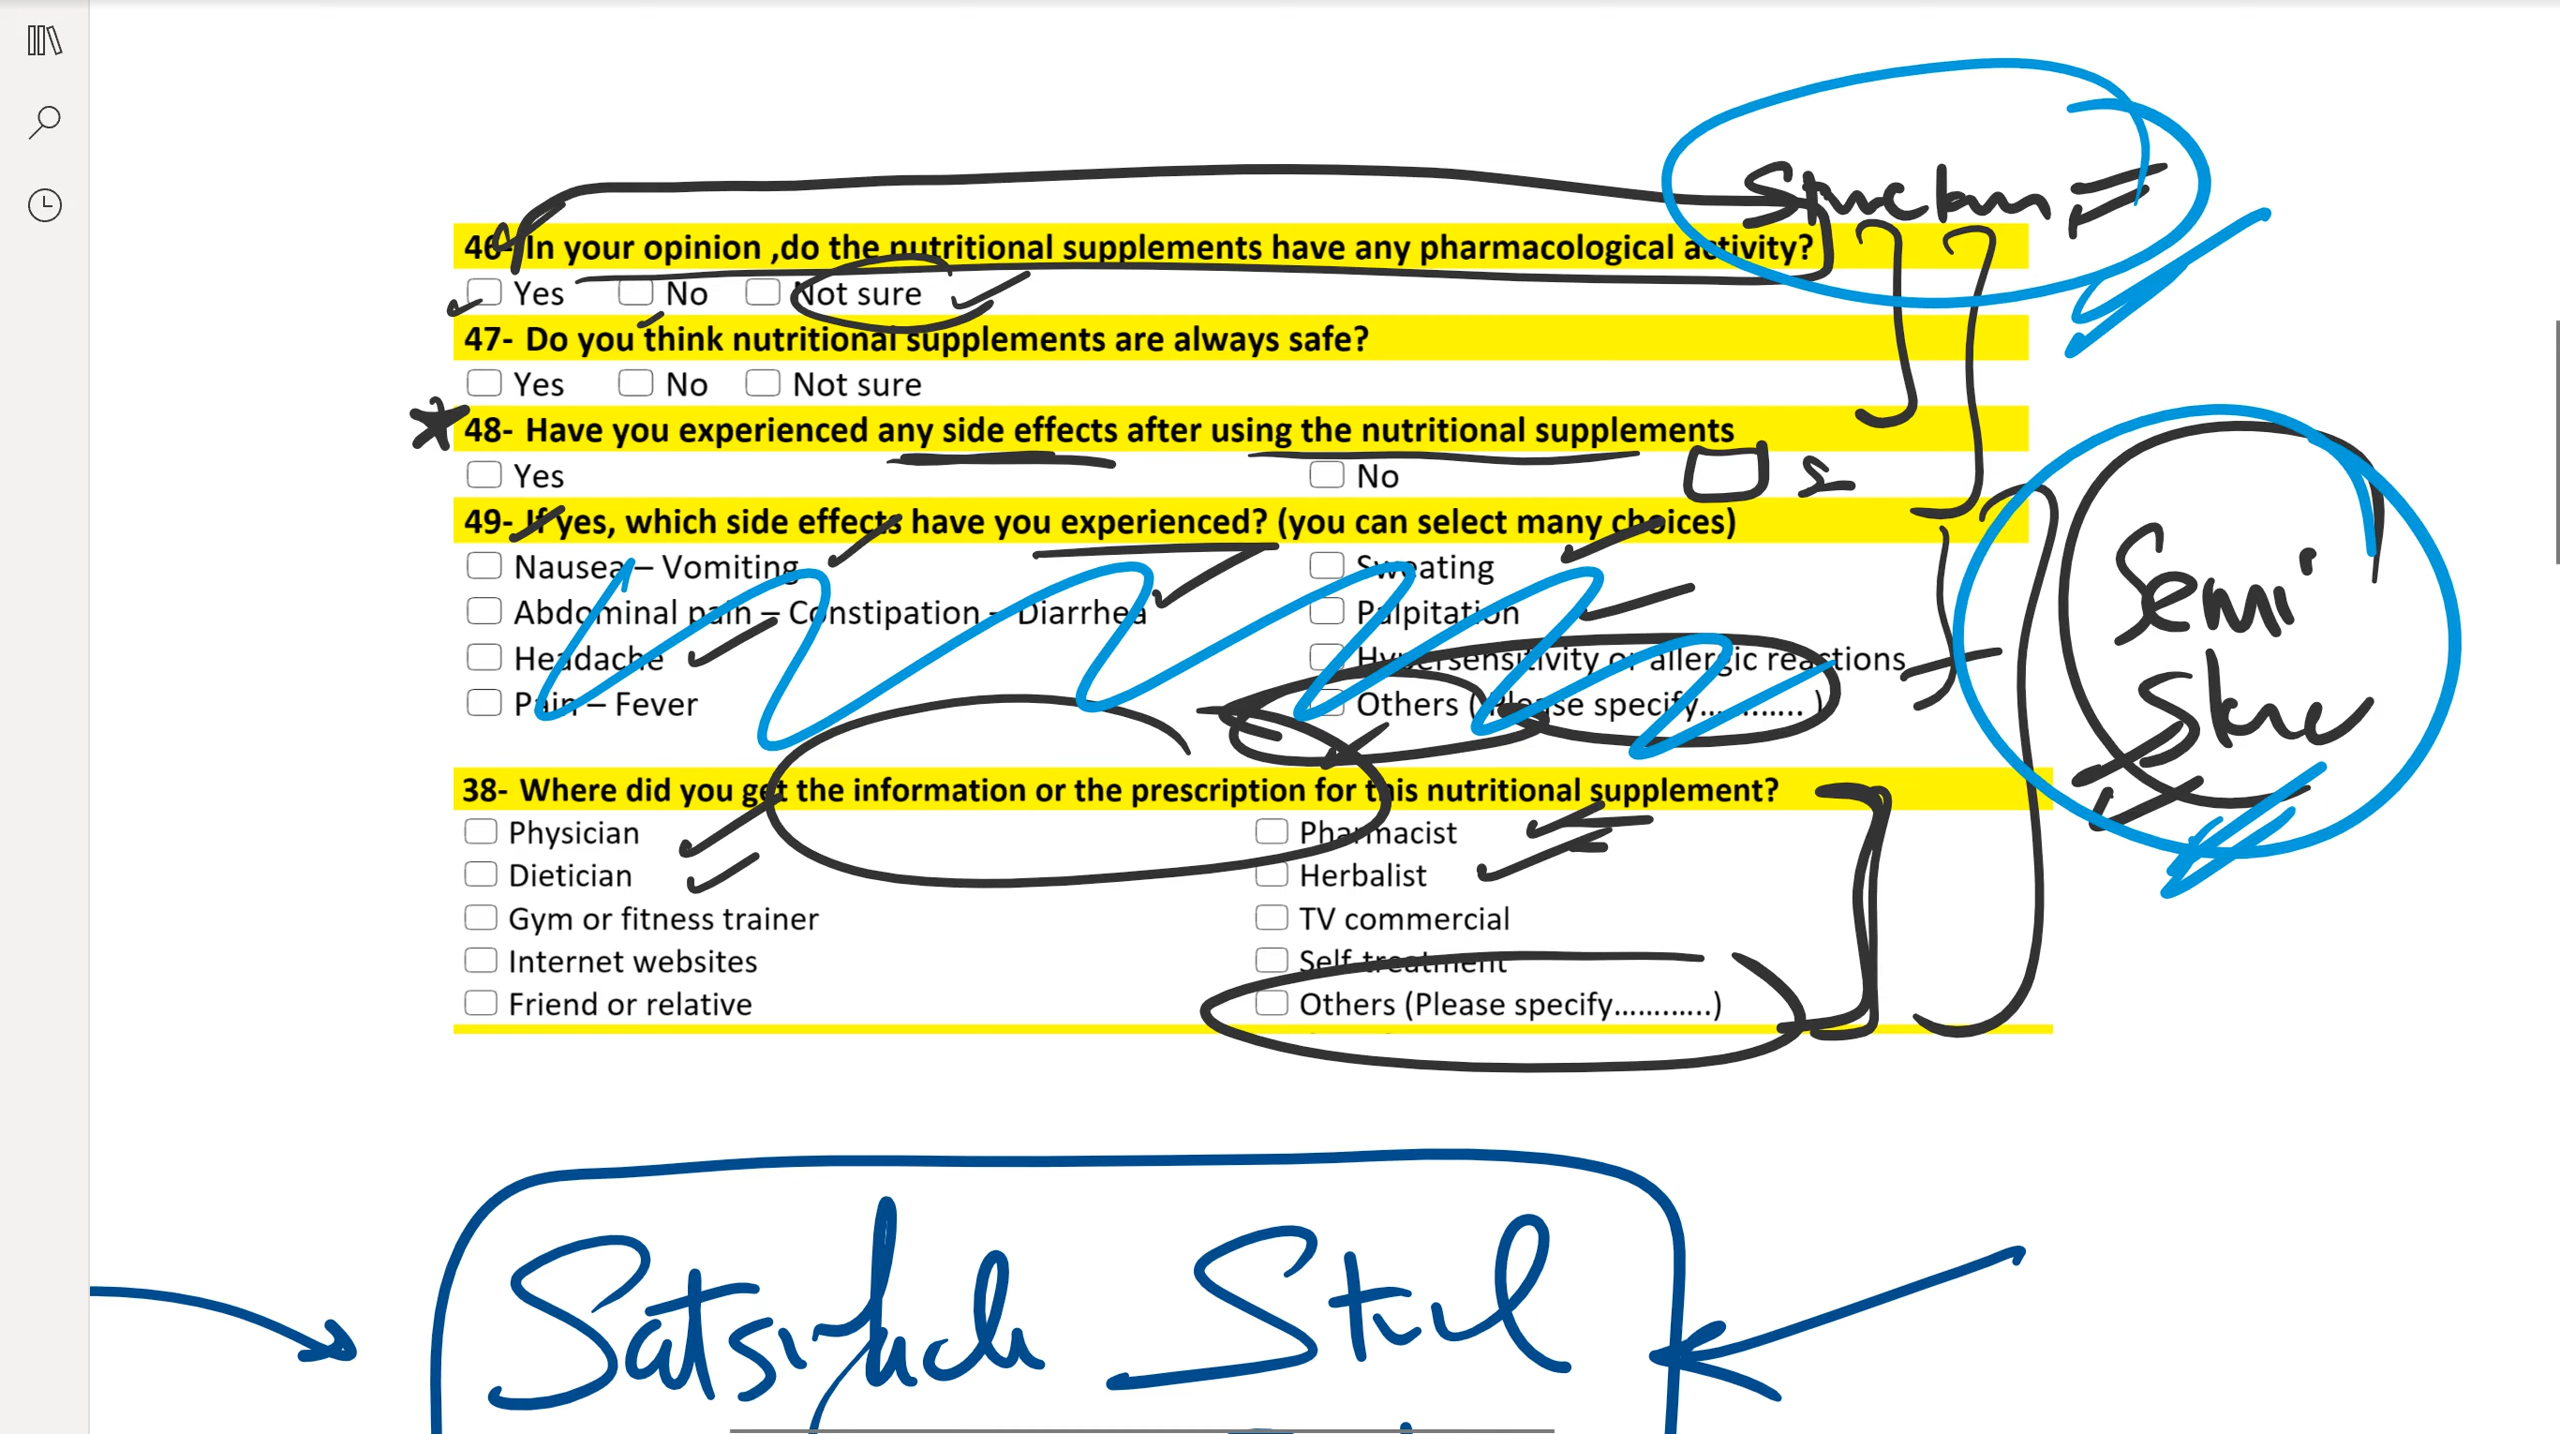 46- In your opinion ,do the nutritional supplements have any pharmacological activity?
Yes No Not sure
47- Do you think nutritional supplements are always safe?
Yes No Not sure
48- Have you experienced any side effects after using the nutritional supplements
Yes No
49- If yes, which side effects have you experienced? (you can select many choices)
Nausea – Vomiting Sweating
Abdominal pain – Constipation – Diarrhea Palpitation
Headache Hypersensitivity or allergic reactions
Pain – Fever Others (Please specify............ )
Semi
38- Where did you get the information or the prescription for this nutritional supplement?
Physician Pharmacist
Dietician Herbalist
Gym or fitness trainer TV commercial
Internet websites Self-treatment
Friend or relative Others (Please specify............)